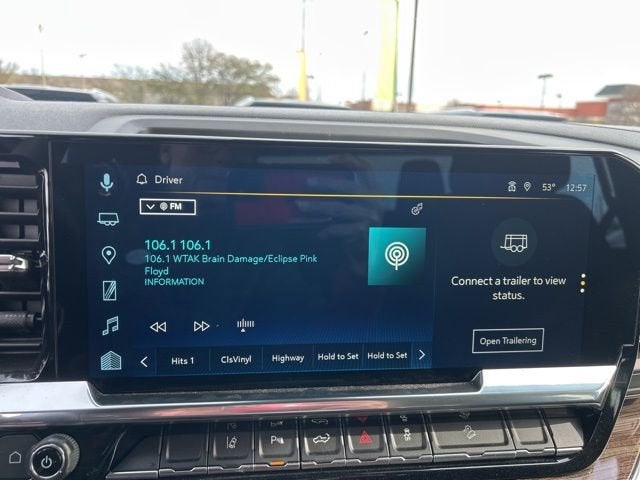 Driver
53° 12:57
FM
106.1 106.1
106.1 WTAK Brain Damage/Eclipse Pink
Floyd
INFORMATION
Connect a trailer to view
status.
Open Trailering
Hits 1 ClsVinyl Highway Hold to Set Hold to Set